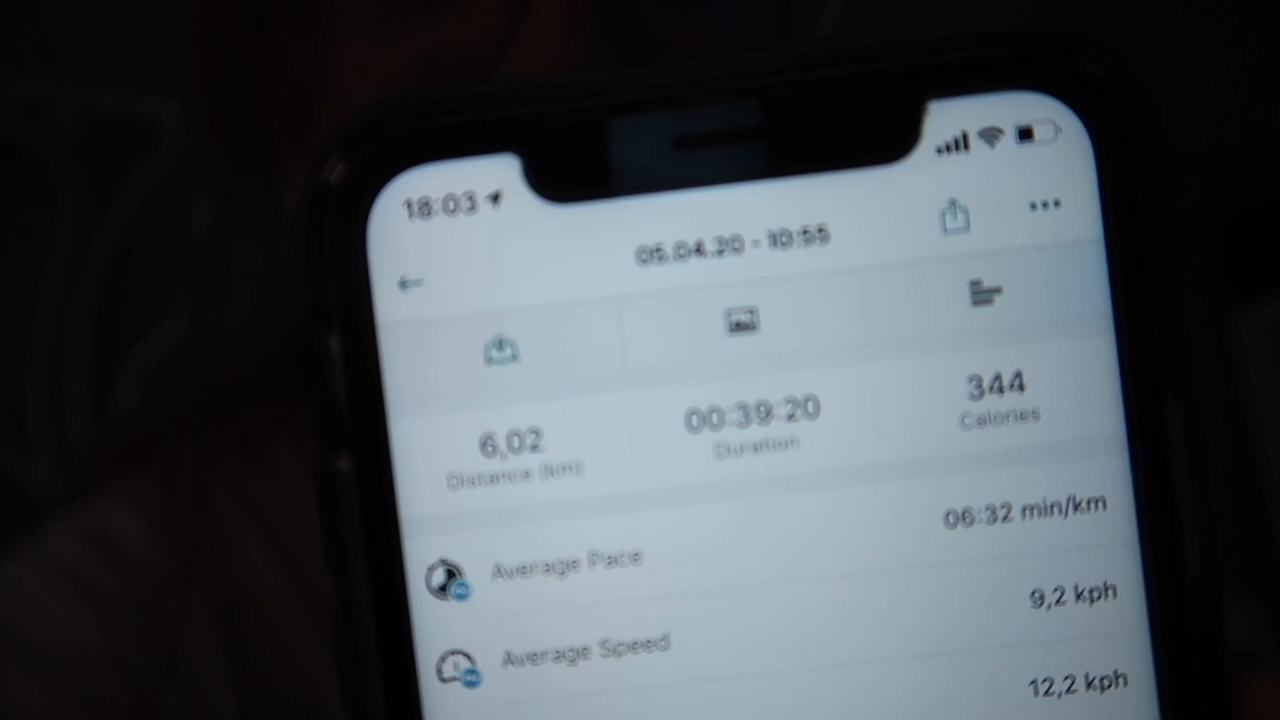 18:03
05.04.20 - 10:55
6,02
Distance (km)
00:39:20
Duration
344
Calories
Average Pace
06:32 min/km
Average Speed
9,2 kph
12,2 kph